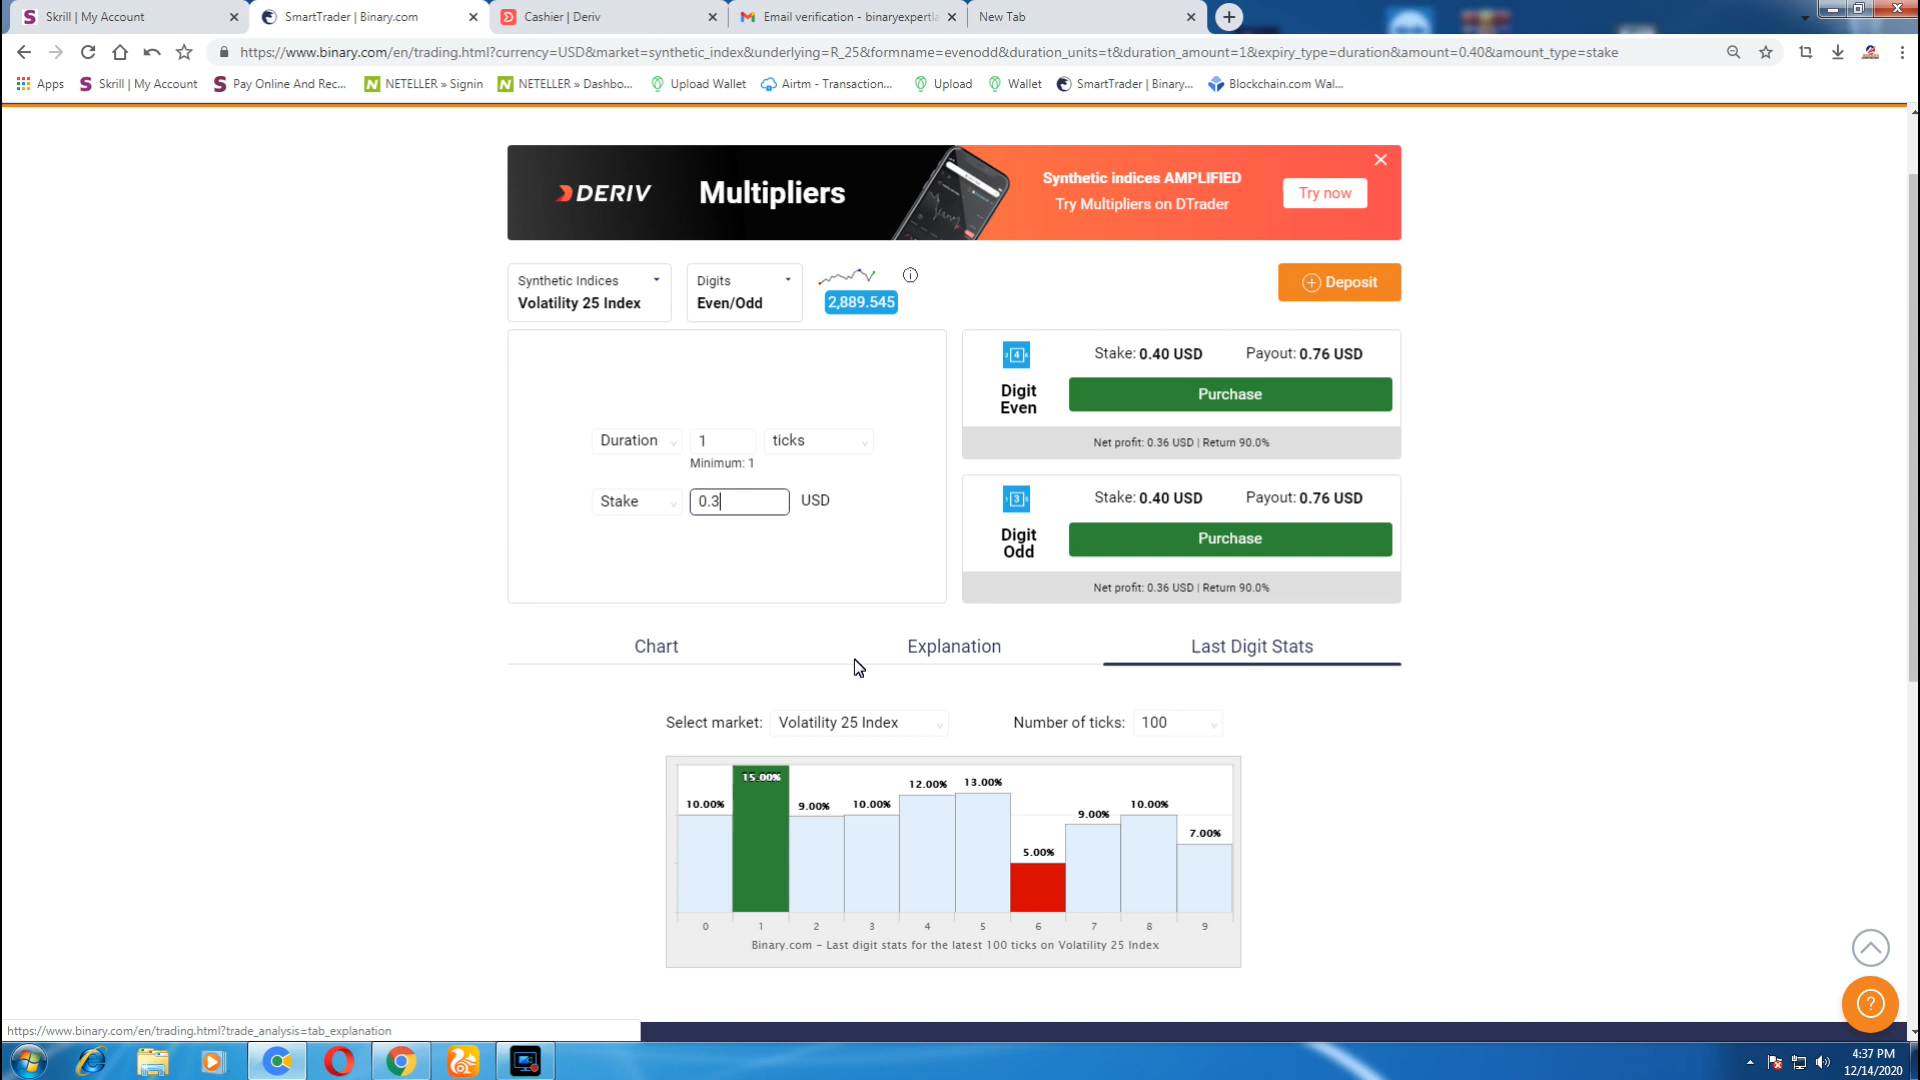 Skrill | My Account
SmartTrader | Binary.com
Cashier | Deriv
Email verification - binaryexpertla
New Tab
https://www.binary.com/en/trading.html?currency=USD&market=synthetic_index&underlying=R_25&formname=evenodd&duration_units=t&duration_amount=1&expiry_type=duration&amount=0.40&amount_type=stake
Apps
Skrill | My Account
Pay Online And Rec...
NETELLER » Signin
NETELLER » Dashbo...
Upload Wallet
Airtm - Transaction...
Upload
Wallet
SmartTrader | Binary...
Blockchain.com Wal...
DERIV
Multipliers
Synthetic indices AMPLIFIED
Try Multipliers on DTrader
Try now
Synthetic Indices
Volatility 25 Index
Digits
Even/Odd
2,889.545
Deposit
Duration
1
ticks
Minimum: 1
Stake
0.3
USD
Stake: 0.40 USD
Payout: 0.76 USD
Digit Even
Purchase
Net profit: 0.36 USD | Return 90.0%
Stake: 0.40 USD
Payout: 0.76 USD
Digit Odd
Purchase
Net profit: 0.36 USD | Return 90.0%
Chart
Explanation
Last Digit Stats
Select market:
Volatility 25 Index
Number of ticks:
100
10.00%
15.00%
9.00%
10.00%
12.00%
13.00%
5.00%
9.00%
10.00%
7.00%
0 1 2 3 4 5 6 7 8 9
Binary.com - Last digit stats for the latest 100 ticks on Volatility 25 Index
https://www.binary.com/en/trading.html?trade_analysis=tab_explanation
4:37 PM
12/14/2020